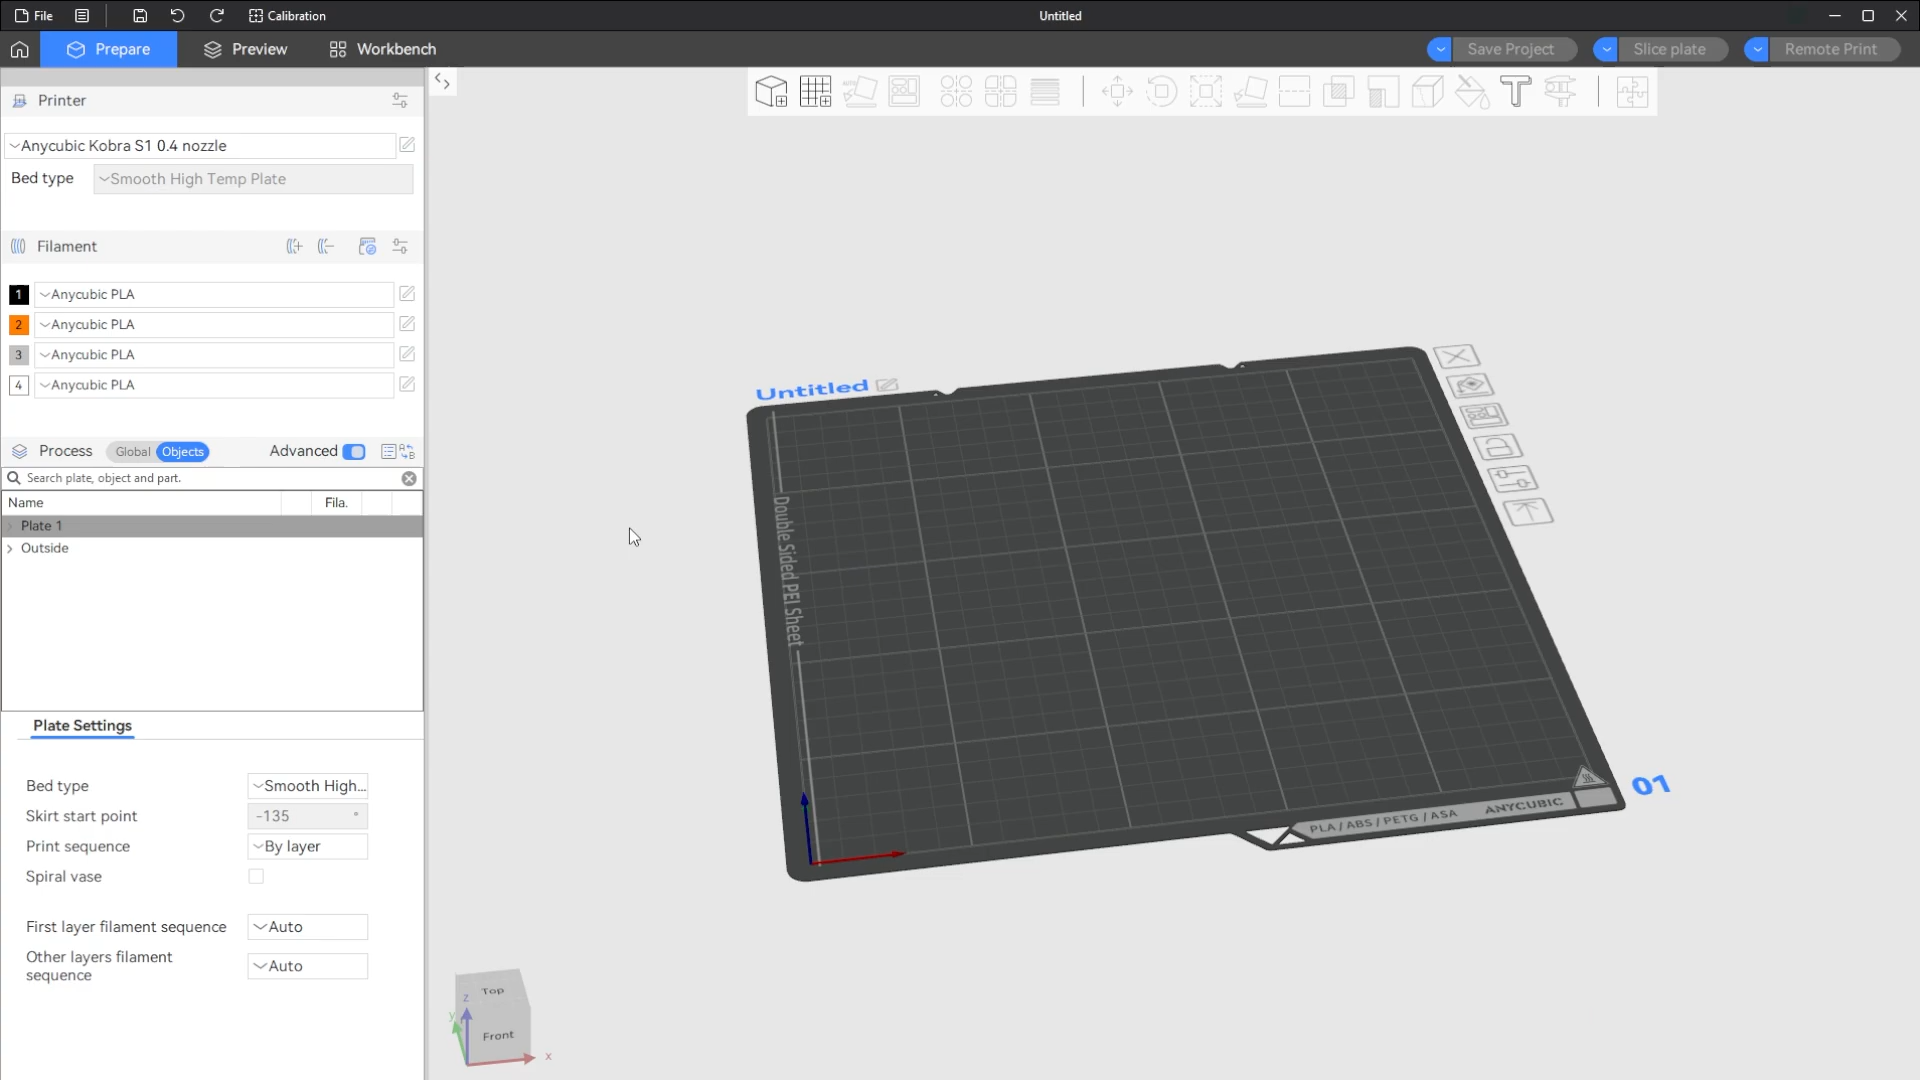 File
Calibration
Untitled
Prepare
Preview
Workbench
Save Project
Slice plate
Remote Print
Printer
Anycubic Kobra S1 0.4 nozzle
Bed type
Smooth High Temp Plate
Filament
1
Anycubic PLA
2
Anycubic PLA
3
Anycubic PLA
4
Anycubic PLA
Process
Global
Objects
Advanced
Search plate, object and part.
Name
Fila.
Plate 1
Outside
Plate Settings
Bed type
Smooth High...
Skirt start point
-135 °
Print sequence
By layer
Spiral vase
First layer filament sequence
Auto
Other layers filament
sequence
Auto
Untitled
Double Sided PEI Sheet
PLA / ABS / PETG / ASA
ANYCUBIC
01
Top
Front
z
y
x